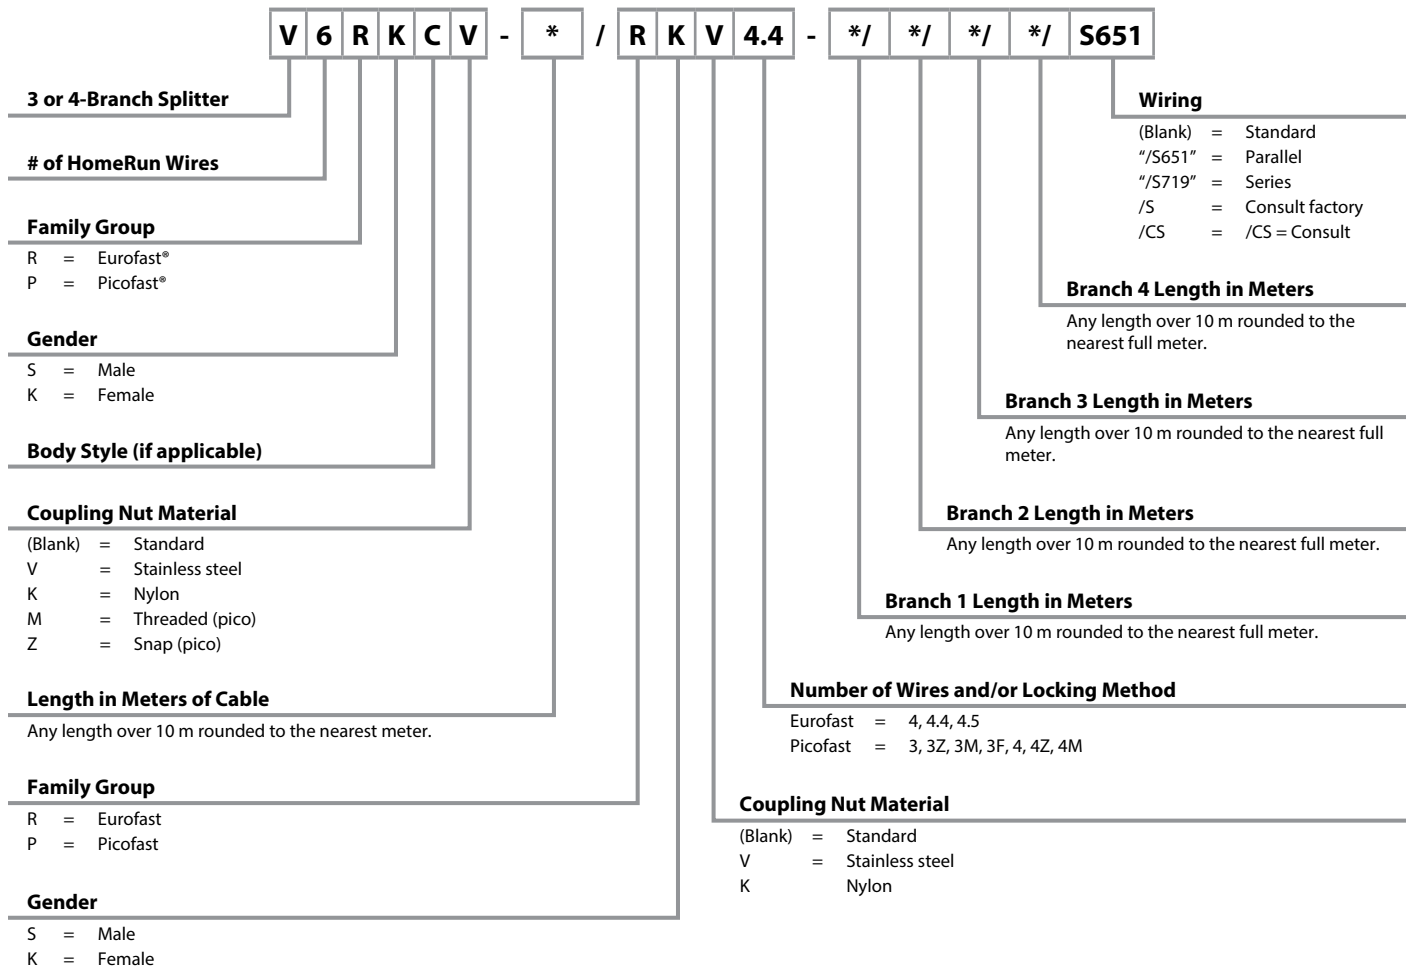 V 6 R K C V - * / R K V 4.4 - */ */ */ */ S651
3 or 4-Branch Splitter
# of HomeRun Wires
Family Group
R = Eurofast®
P = Picofast®
Gender
S = Male
K = Female
Body Style (if applicable)
Coupling Nut Material
(Blank) = Standard
V = Stainless steel
K = Nylon
M = Threaded (pico)
Z = Snap (pico)
Length in Meters of Cable
Any length over 10 m rounded to the nearest meter.
Family Group
R = Eurofast
P = Picofast
Gender
S = Male
K = Female
Wiring
(Blank) = Standard
“/S651” = Parallel
“/S719” = Series
/S = Consult factory
/CS = /CS = Consult
Branch 4 Length in Meters
Any length over 10 m rounded to the
nearest full meter.
Branch 3 Length in Meters
Any length over 10 m rounded to the nearest full
meter.
Branch 2 Length in Meters
Any length over 10 m rounded to the nearest full meter.
Branch 1 Length in Meters
Any length over 10 m rounded to the nearest full meter.
Number of Wires and/or Locking Method
Eurofast = 4, 4.4, 4.5
Picofast = 3, 3Z, 3M, 3F, 4, 4Z, 4M
Coupling Nut Material
(Blank) = Standard
V = Stainless steel
K Nylon